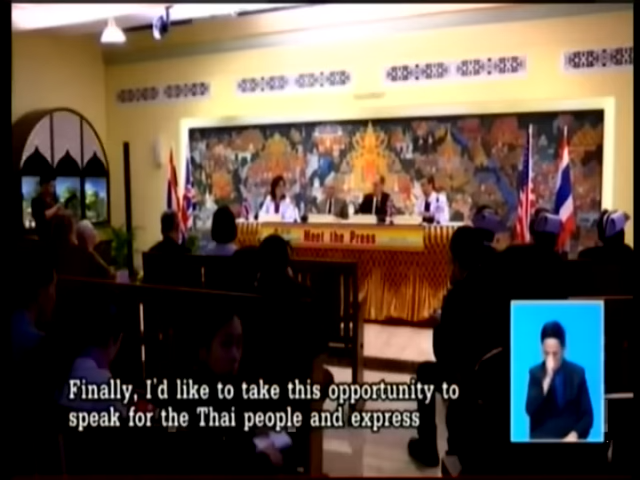 Meet the Press
Finally, I'd like to take this opportunity to
speak for the Thai people and express